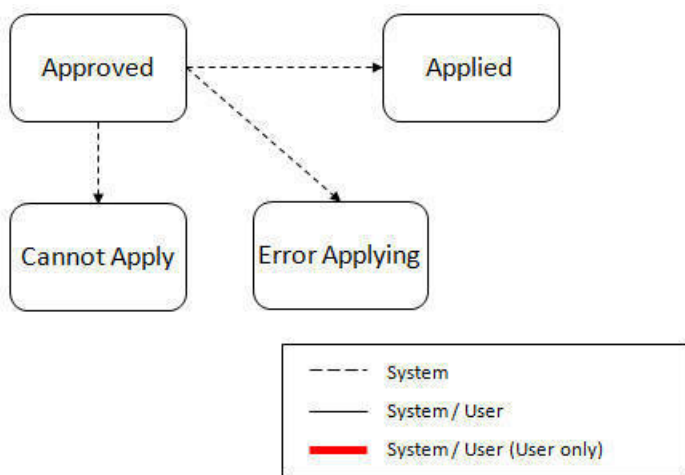 Approved
Applied
Cannot Apply
Error Applying
System
System / User
System / User (User only)